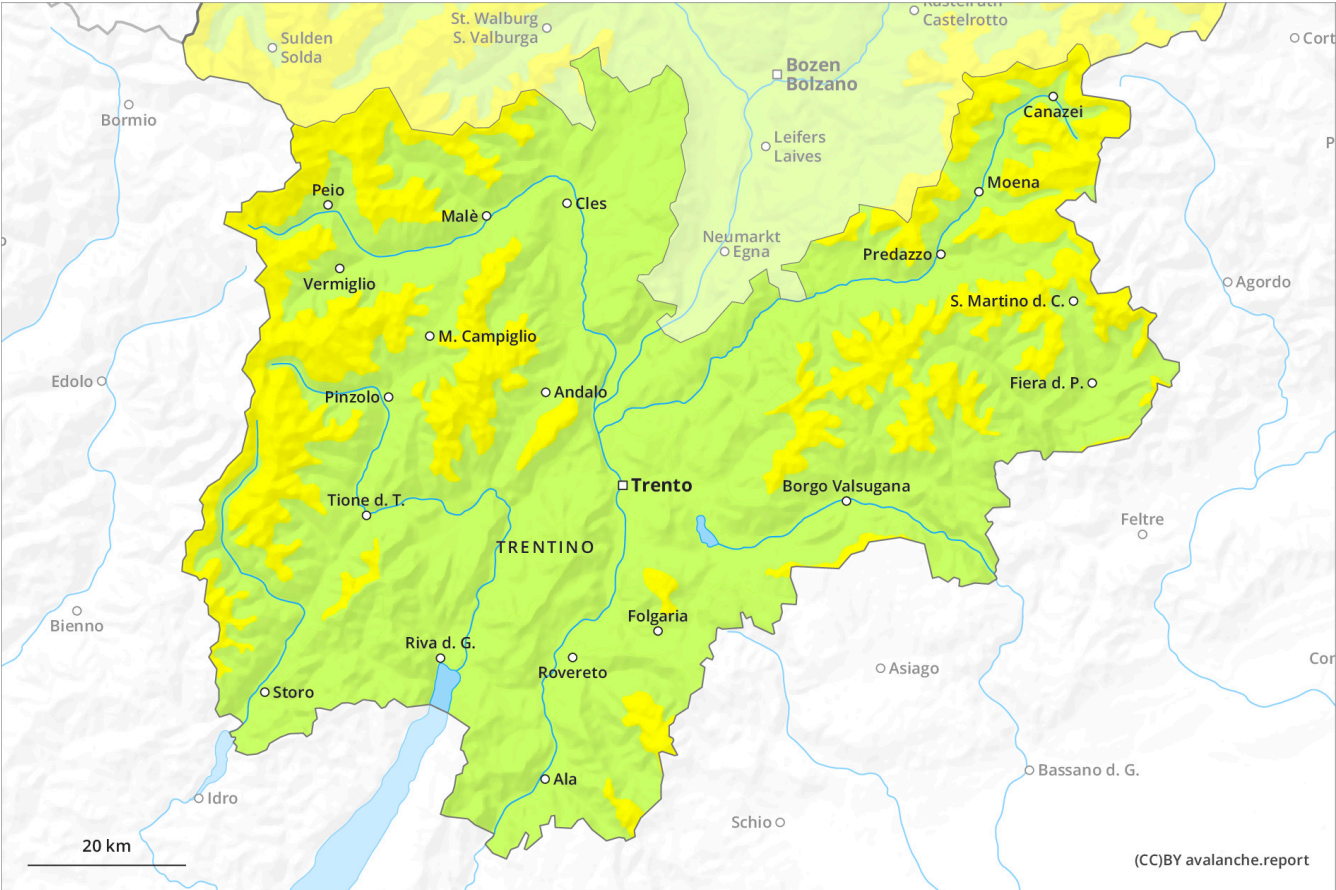 St. Walburg
S. Valburga
Kastelruth
Castelrotto
Sulden
Solda
Cort
Bozen
Bolzano
Bormio
Canazei
Leifers
Laives
Peio
Moena
Malè
Cles
Neumarkt
Egna
Predazzo
Vermiglio
Agordo
S. Martino d. C.
M. Campiglio
Edolo
Pinzolo
Andalo
Fiera d. P.
Trento
Borgo Valsugana
Tione d. T.
Feltre
TRENTINO
Bienno
Folgaria
Riva d. G.
Rovereto
Asiago
Cor
Storo
Ala
Bassano d. G.
Idro
Schio
20 km
(CC)BY avalanche.report